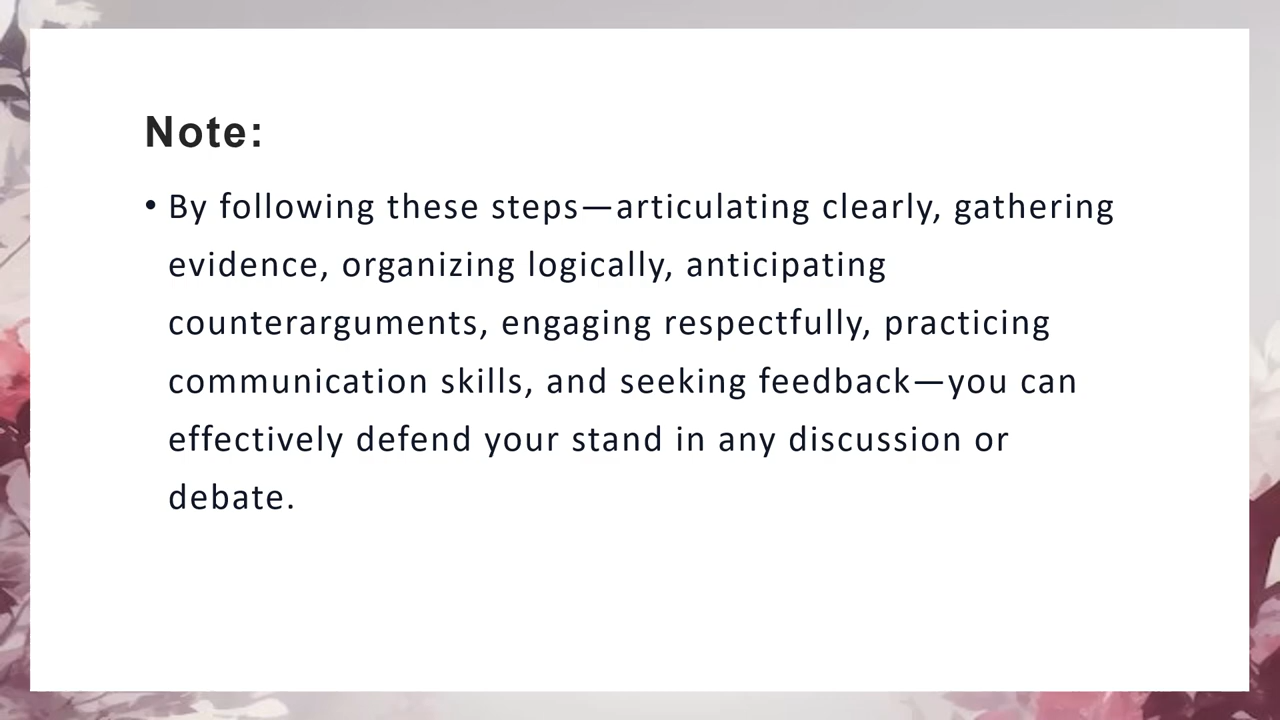 Note:
• By following these steps—articulating clearly, gathering
evidence, organizing logically, anticipating
counterarguments, engaging respectfully, practicing
communication skills, and seeking feedback—you can
effectively defend your stand in any discussion or
debate.